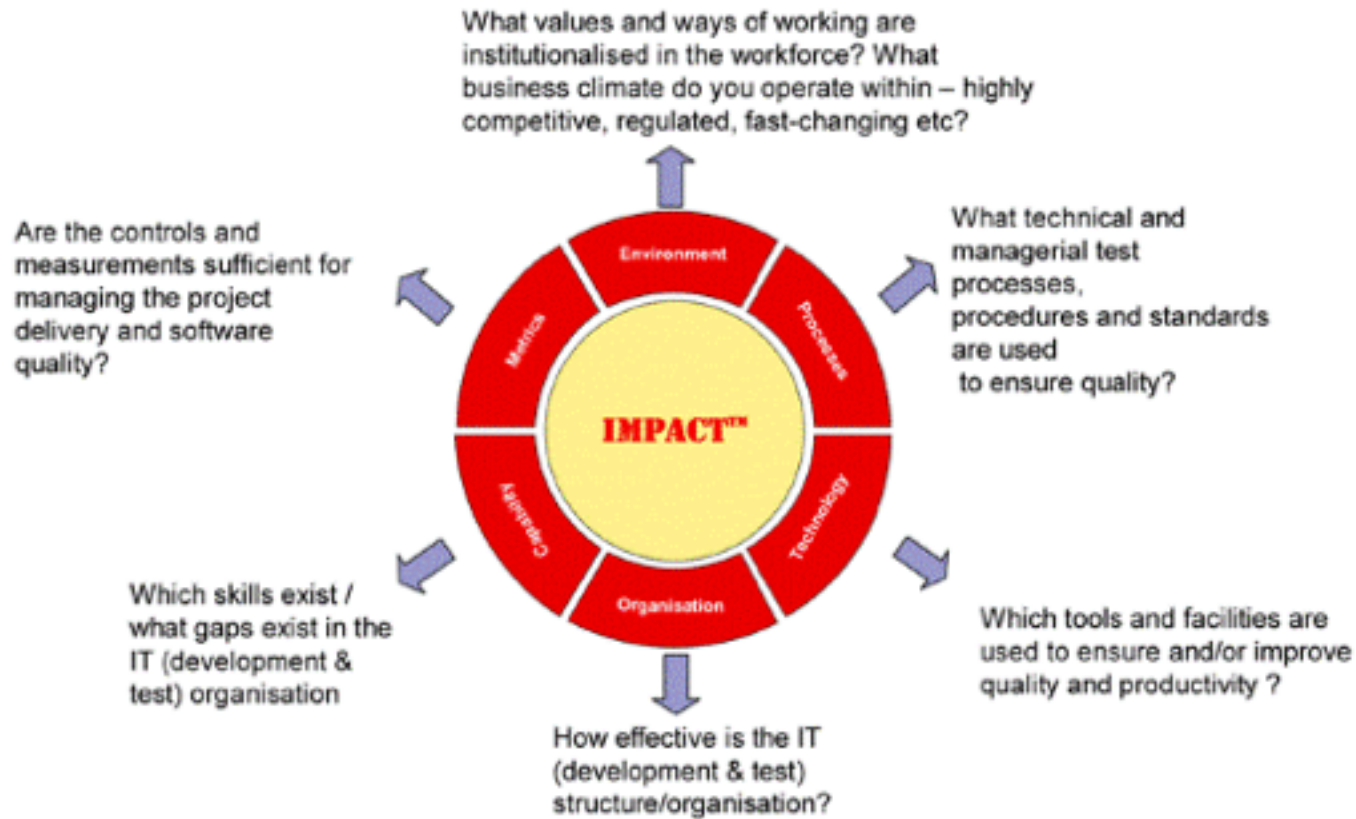 What values and ways of working are
institutionalised in the workforce? What
business climate do you operate within – highly
competitive, regulated, fast-changing etc?
Are the controls and
measurements sufficient for
managing the project
delivery and software
quality?
What technical and
managerial test
processes,
procedures and standards
are used
to ensure quality?
Environment
Metrics
Processes
IMPACT™
Capability
Technology
Organisation
Which skills exist /
what gaps exist in the
IT (development &
test) organisation
Which tools and facilities are
used to ensure and/or improve
quality and productivity ?
How effective is the IT
(development & test)
structure/organisation?